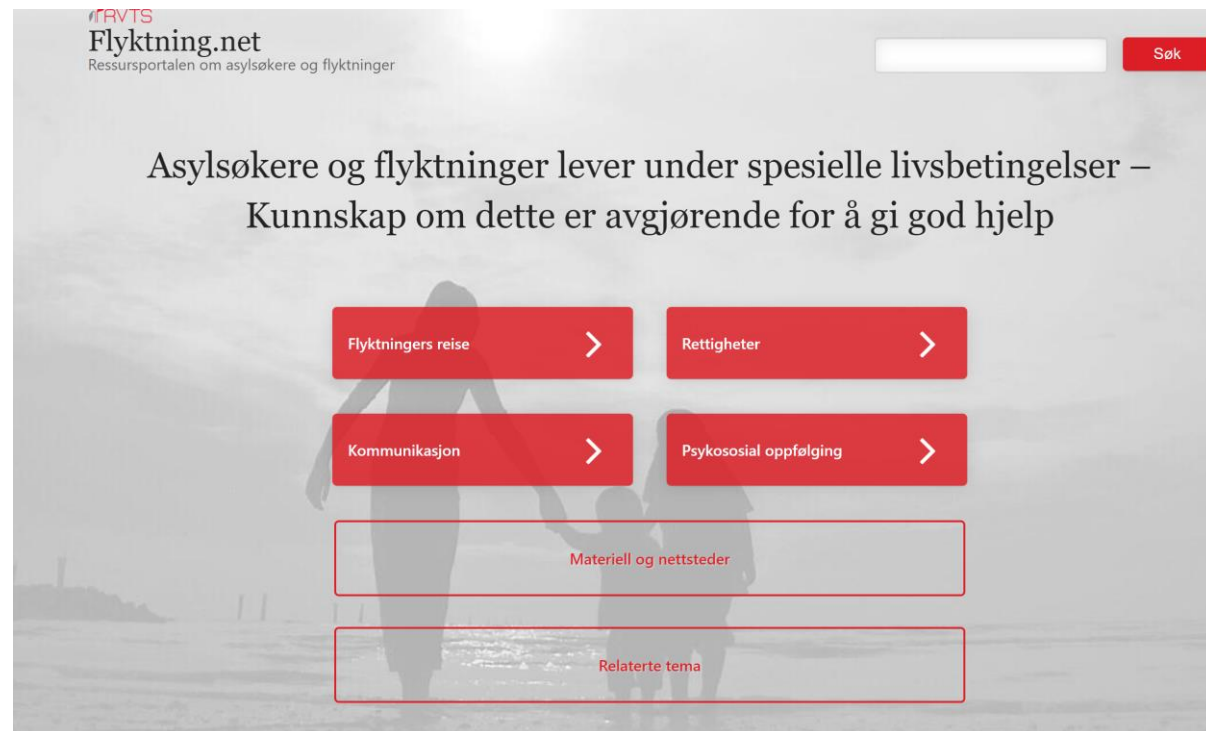 RVTS
Flyktning.net
Ressursportalen om asylsøkere og flyktninger
Søk
Asylsøkere og flyktninger lever under spesielle livsbetingelser –
Kunnskap om dette er avgjørende for å gi god hjelp
Flyktningers reise
Rettigheter
Kommunikasjon
Psykososial oppfølging
Materiell og nettsteder
Relaterte tema